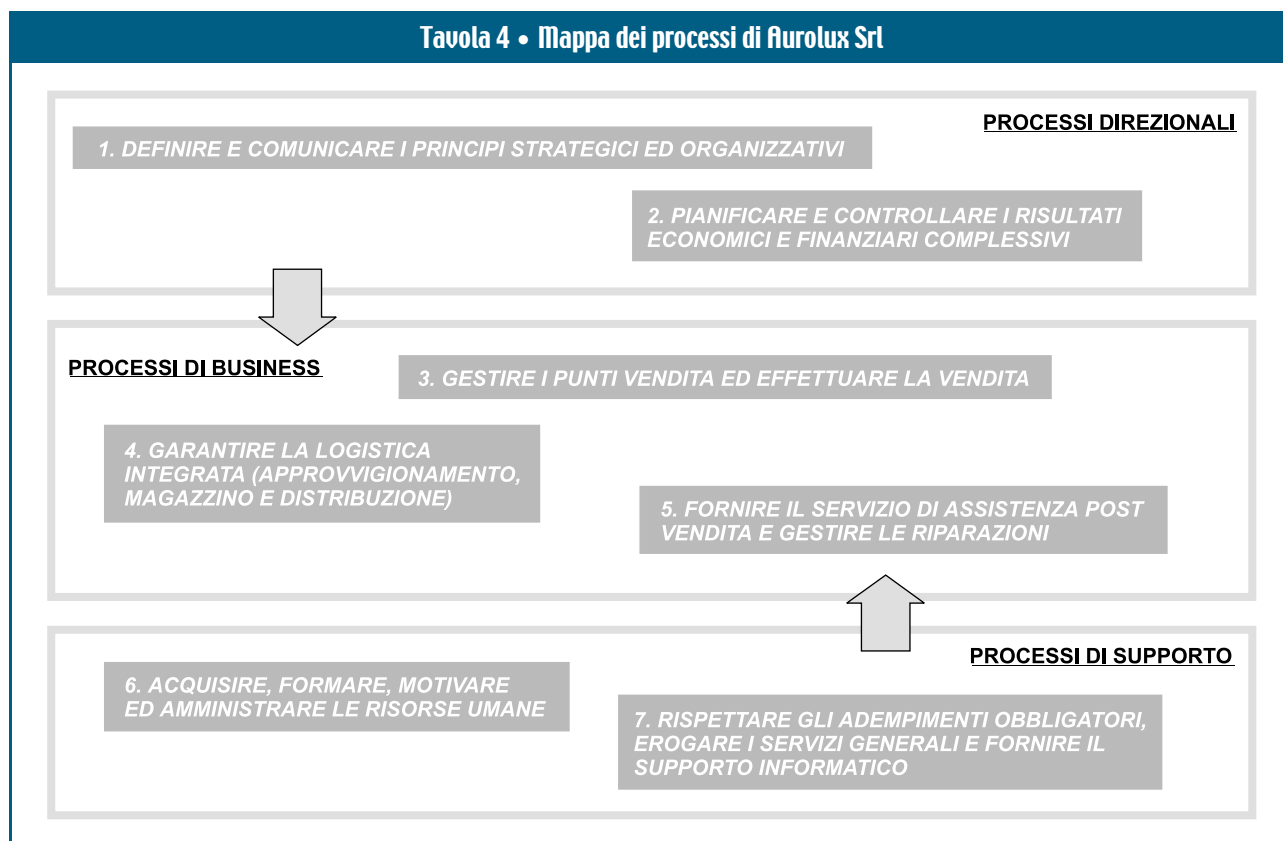 Tavola 4 • Mappa dei processi di Aurolux Srl
PROCESSI DIREZIONALI
1. DEFINIRE E COMUNICARE I PRINCIPI STRATEGICI ED ORGANIZZATIVI
2. PIANIFICARE E CONTROLLARE I RISULTATI
ECONOMICI E FINANZIARI COMPLESSIVI
PROCESSI DI BUSINESS
3. GESTIRE I PUNTI VENDITA ED EFFETTUARE LA VENDITA
4. GARANTIRE LA LOGISTICA
INTEGRATA (APPROVVIGIONAMENTO,
MAGAZZINO E DISTRIBUZIONE)
5. FORNIRE IL SERVIZIO DI ASSISTENZA POST
VENDITA E GESTIRE LE RIPARAZIONI
PROCESSI DI SUPPORTO
6. ACQUISIRE, FORMARE, MOTIVARE
ED AMMINISTRARE LE RISORSE UMANE
7. RISPETTARE GLI ADEMPIMENTI OBBLIGATORI,
EROGARE I SERVIZI GENERALI E FORNIRE IL
SUPPORTO INFORMATICO